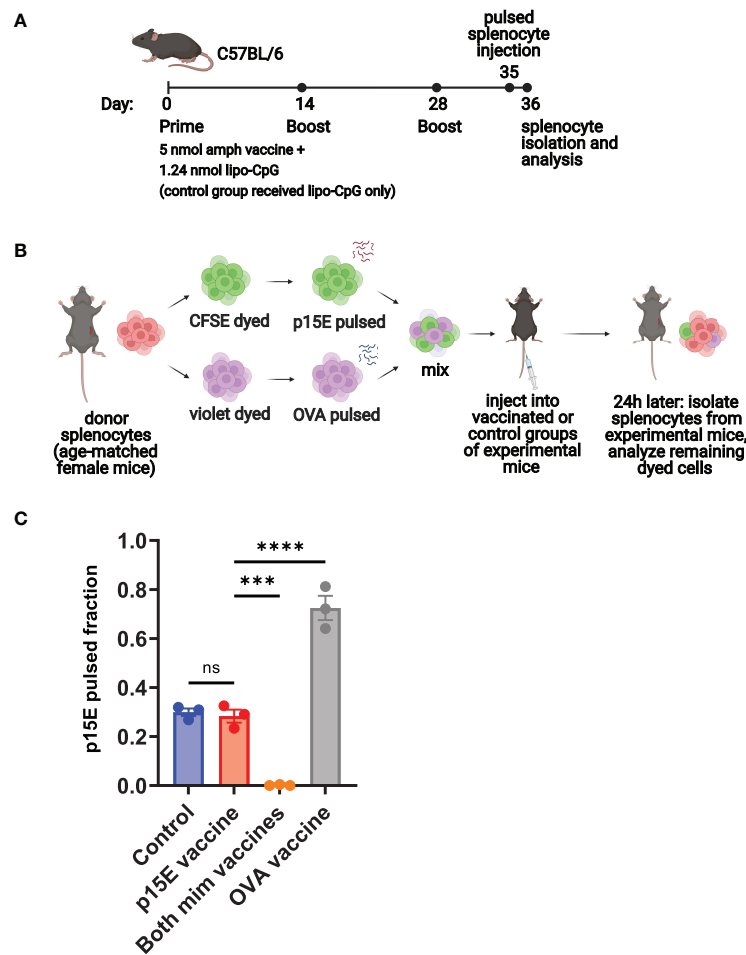 A
C57BL/6
pulsed
splenocyte
injection
35
Day:
0
14
28
36
Prime
Boost
Boost
splenocyte
isolation and
analysis
5 nmol amph vaccine +
1.24 nmol lipo-CpG
(control group received lipo-CpG only)
B
CFSE dyed
p15E pulsed
violet dyed
OVA pulsed
mix
donor
splenocytes
(age-matched
female mice)
inject into
vaccinated or
control groups
of experimental
mice
24h later: isolate
splenocytes from
experimental mice,
analyze remaining
dyed cells
C
p15E pulsed fraction
1.0
0.8
0.6
0.4
0.2
0.0
****
***
ns
Control
p15E vaccine
Both mim vaccines
OVA vaccine